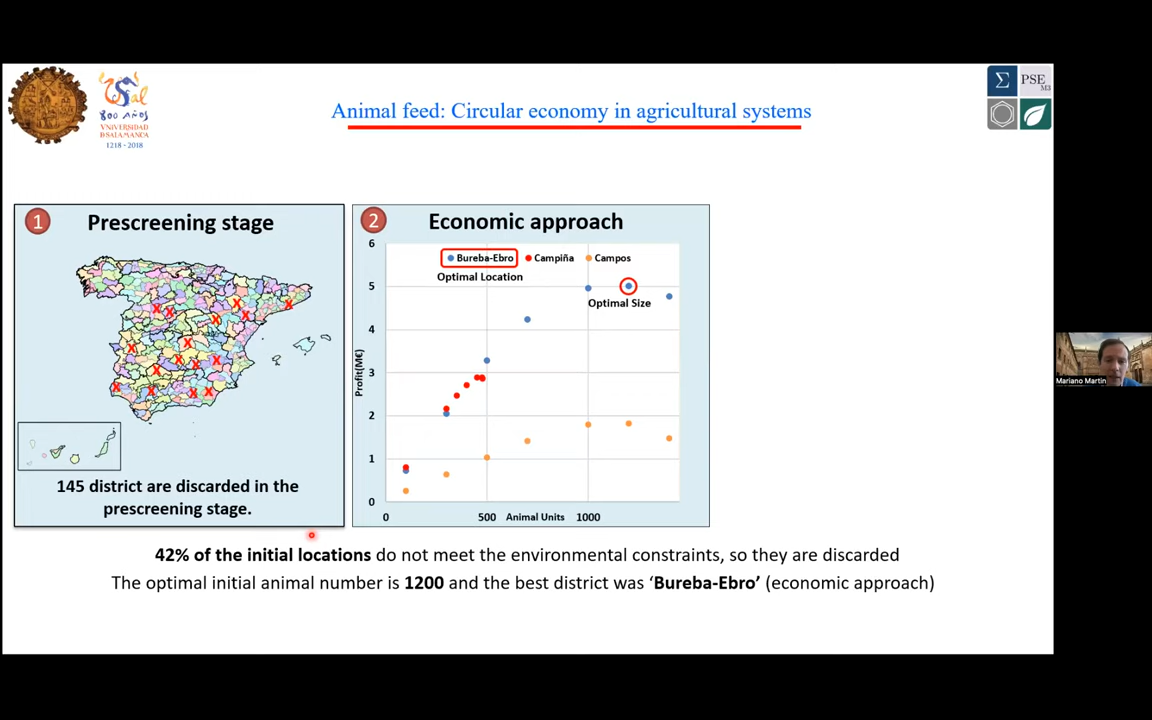 800 AÑOS
VNIVERSIDAD
D SALAMANCA
1218 - 2018
Animal feed: Circular economy in agricultural systems
Σ PSE
M3
1 Prescreening stage
X X X X X X X X X X X X X X X X
145 district are discarded in the
prescreening stage.
2 Economic approach
6
Bureba-Ebro Campiña Campos
Optimal Location
5
Optimal Size
4
3
2
1
0
Profit(M€)
0 500 Animal Units 1000
42% of the initial locations do not meet the environmental constraints, so they are discarded
The optimal initial animal number is 1200 and the best district was ‘Bureba-Ebro’ (economic approach)
Mariano Martin